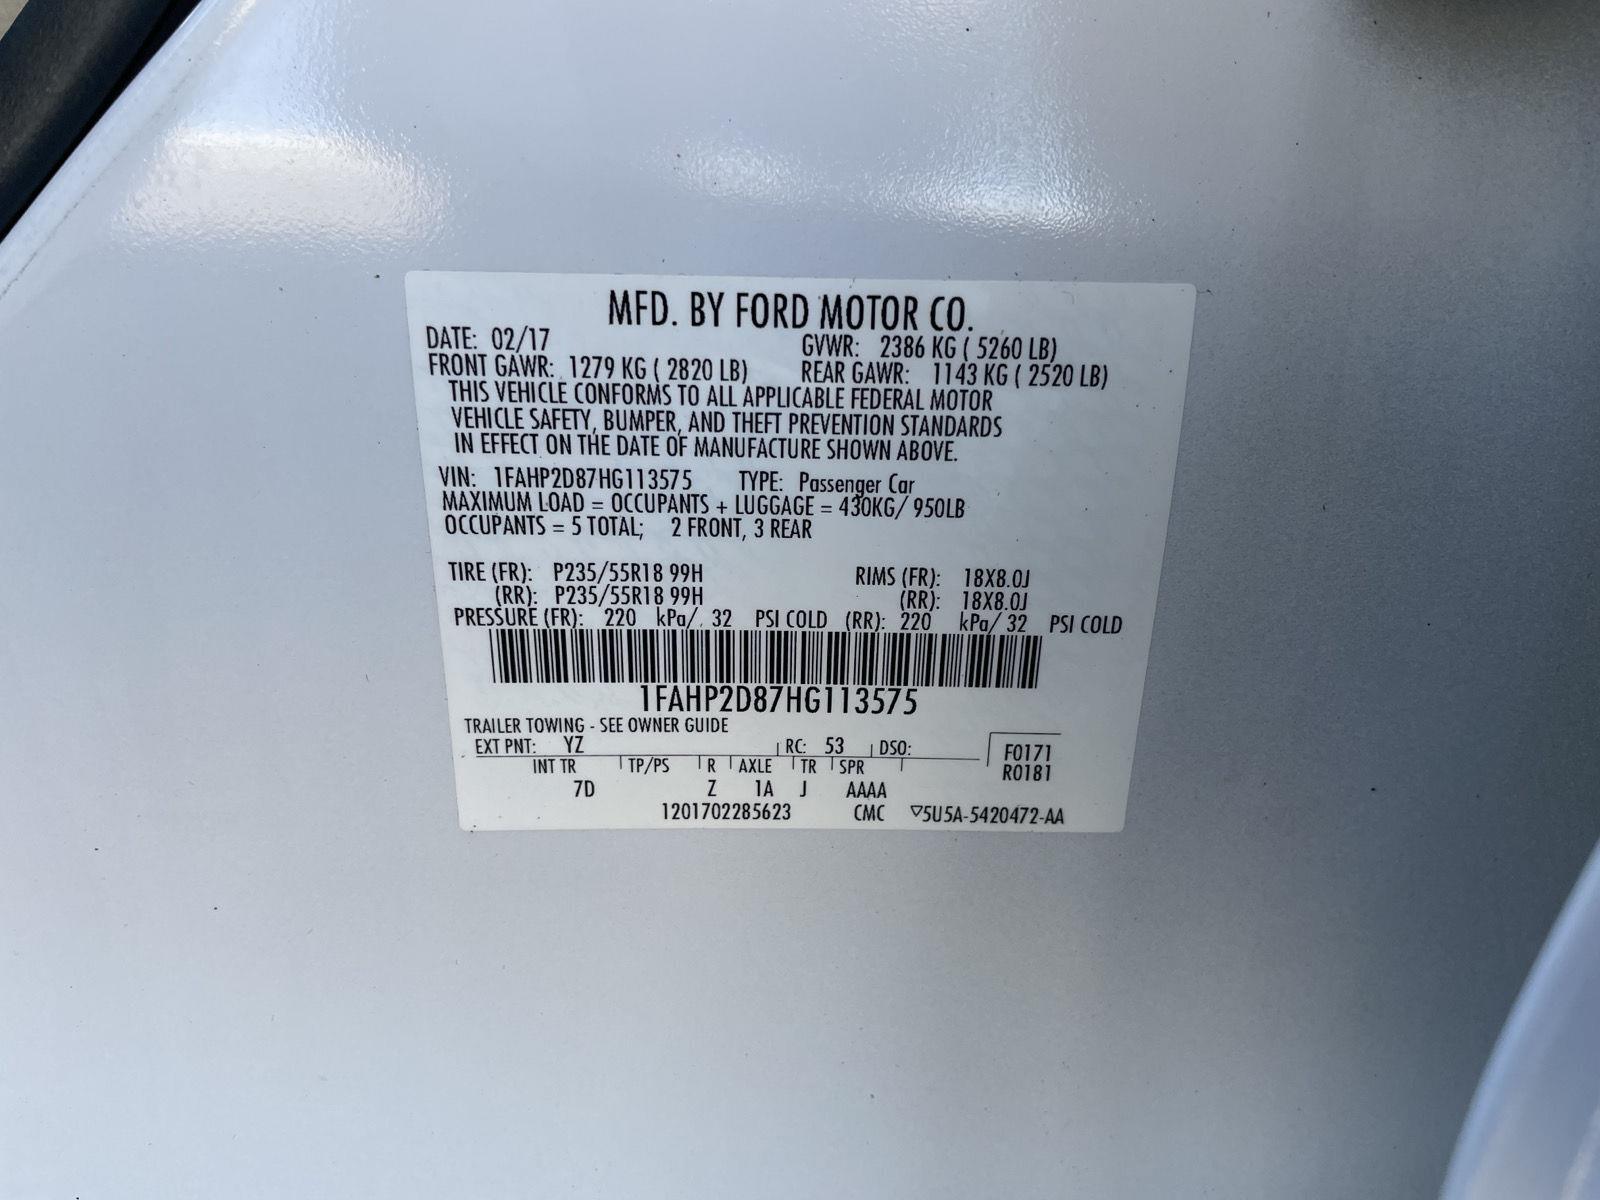 MFD. BY FORD MOTOR CO.
DATE: 02/17 GVWR: 2386 KG ( 5260 LB)
FRONT GAWR: 1279 KG ( 2820 LB) REAR GAWR: 1143 KG ( 2520 LB)
THIS VEHICLE CONFORMS TO ALL APPLICABLE FEDERAL MOTOR
VEHICLE SAFETY, BUMPER, AND THEFT PREVENTION STANDARDS
IN EFFECT ON THE DATE OF MANUFACTURE SHOWN ABOVE.
VIN: 1FAHP2D87HG113575 TYPE: Passenger Car
MAXIMUM LOAD = OCCUPANTS + LUGGAGE = 430KG/ 950LB
OCCUPANTS = 5 TOTAL; 2 FRONT, 3 REAR
TIRE (FR): P235/55R18 99H RIMS (FR): 18X8.0J
(RR): P235/55R18 99H (RR): 18X8.0J
PRESSURE (FR): 220 kPa/ 32 PSI COLD (RR): 220 kPa/ 32 PSI COLD
1FAHP2D87HG113575
TRAILER TOWING - SEE OWNER GUIDE
EXT PNT: YZ RC: 53 DSO: F0171
INT TR TP/PS R AXLE TR SPR R0181
7D Z 1A J AAAA
1201702285623 CMC ▽5U5A-5420472-AA